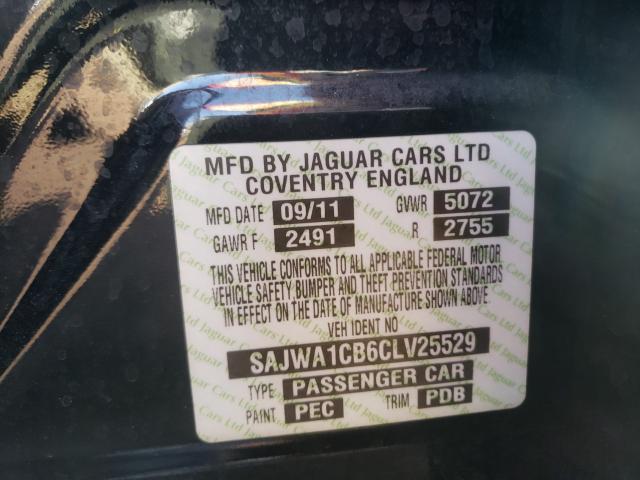 MFD BY JAGUAR CARS LTD
COVENTRY ENGLAND
MFD DATE 09/11 GVWR 5072
GAWR F 2491 R 2755
THIS VEHICLE CONFORMS TO ALL APPLICABLE FEDERAL MOTOR
VEHICLE SAFETY,BUMPER AND THEFT PREVENTION STANDARDS
IN EFFECT ON THE DATE OF MANUFACTURE SHOWN ABOVE
VEH IDENT NO
SAJWA1CB6CLV25529
TYPE PASSENGER CAR
PAINT PEC TRIM PDB